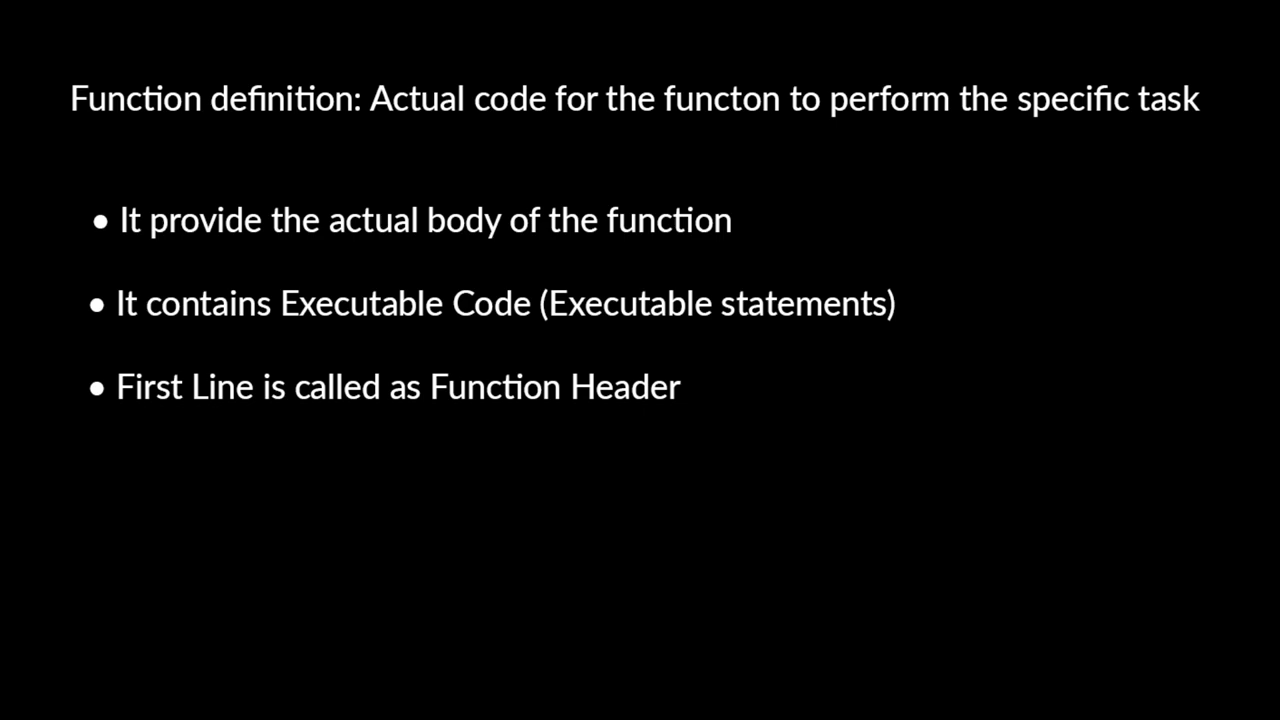 Function definition: Actual code for the functon to perform the specific task
• It provide the actual body of the function
• It contains Executable Code (Executable statements)
• First Line is called as Function Header